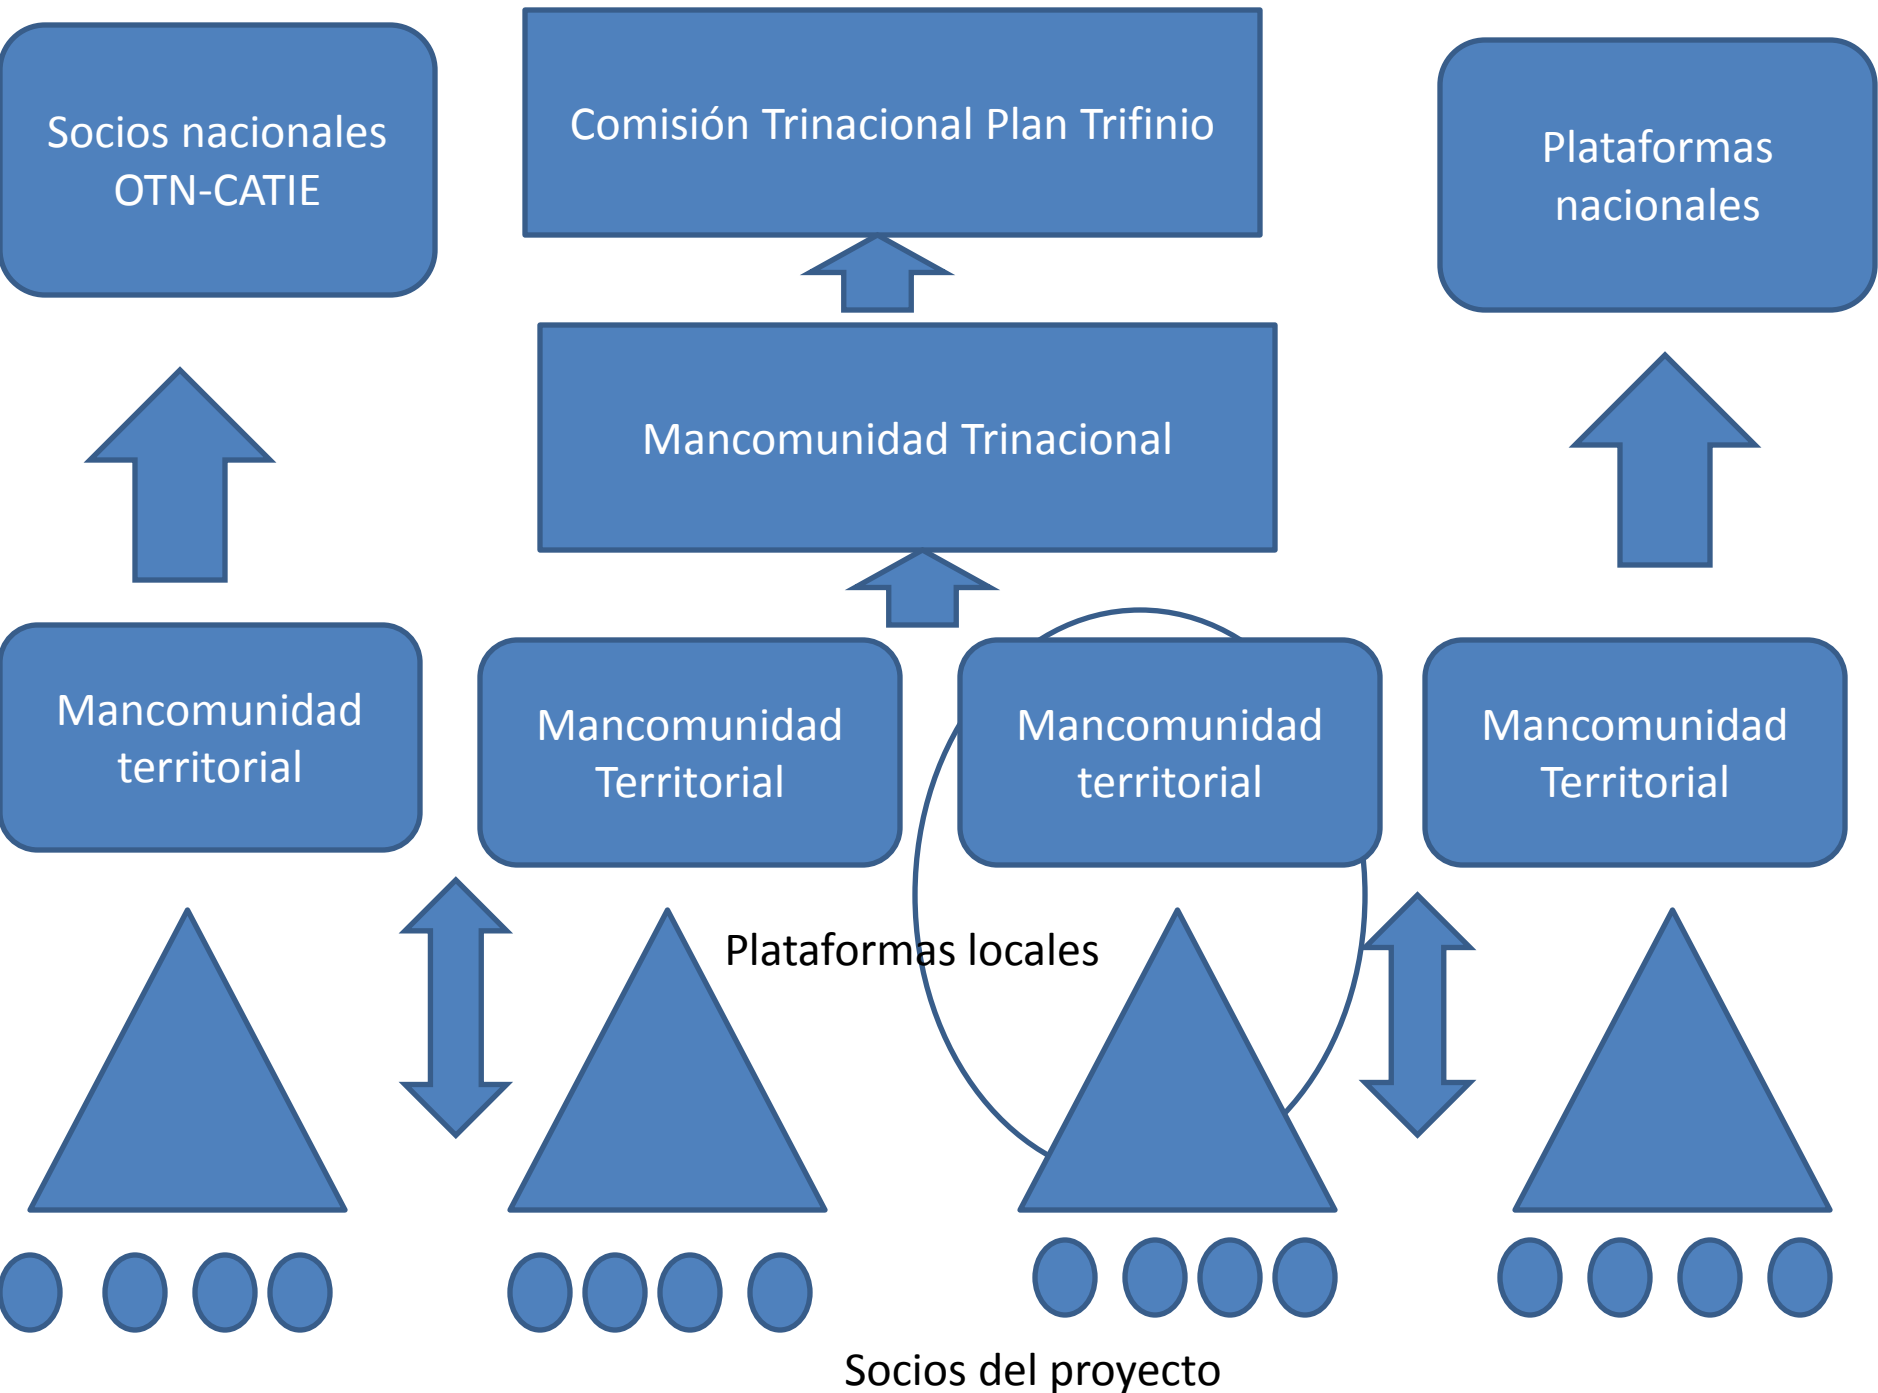 Socios nacionales
OTN-CATIE
Comisión Trinacional Plan Trifinio
Plataformas
nacionales
Mancomunidad Trinacional
Mancomunidad
territorial
Mancomunidad
Territorial
Mancomunidad
territorial
Mancomunidad
Territorial
Plataformas locales
Socios del proyecto